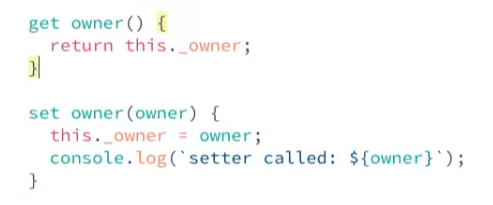 get owner() {
return this._owner;
}
set owner(owner) {
this._owner = owner;
console.log(`setter called: ${owner}`);
}